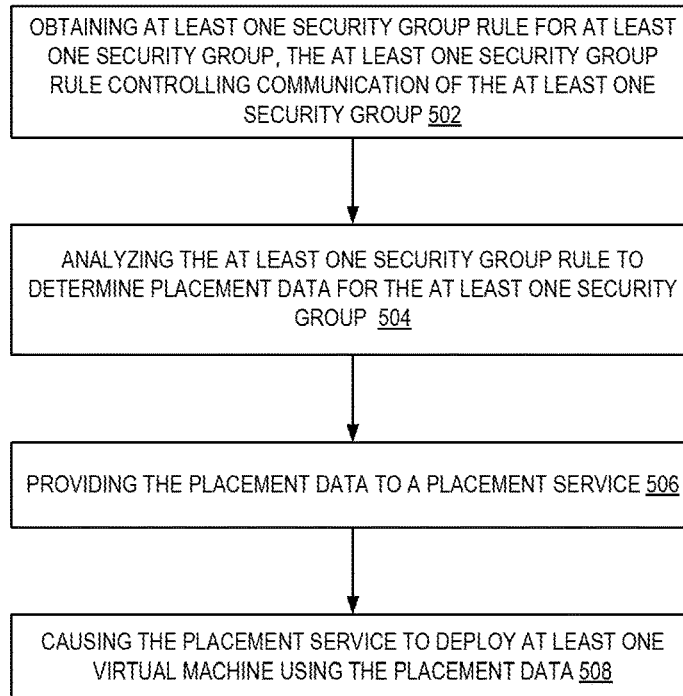 OBTAINING AT LEAST ONE SECURITY GROUP RULE FOR AT LEAST
ONE SECURITY GROUP, THE AT LEAST ONE SECURITY GROUP
RULE CONTROLLING COMMUNICATION OF THE AT LEAST ONE
SECURITY GROUP 502
ANALYZING THE AT LEAST ONE SECURITY GROUP RULE TO
DETERMINE PLACEMENT DATA FOR THE AT LEAST ONE SECURITY
GROUP 504
PROVIDING THE PLACEMENT DATA TO A PLACEMENT SERVICE 506
CAUSING THE PLACEMENT SERVICE TO DEPLOY AT LEAST ONE
VIRTUAL MACHINE USING THE PLACEMENT DATA 508